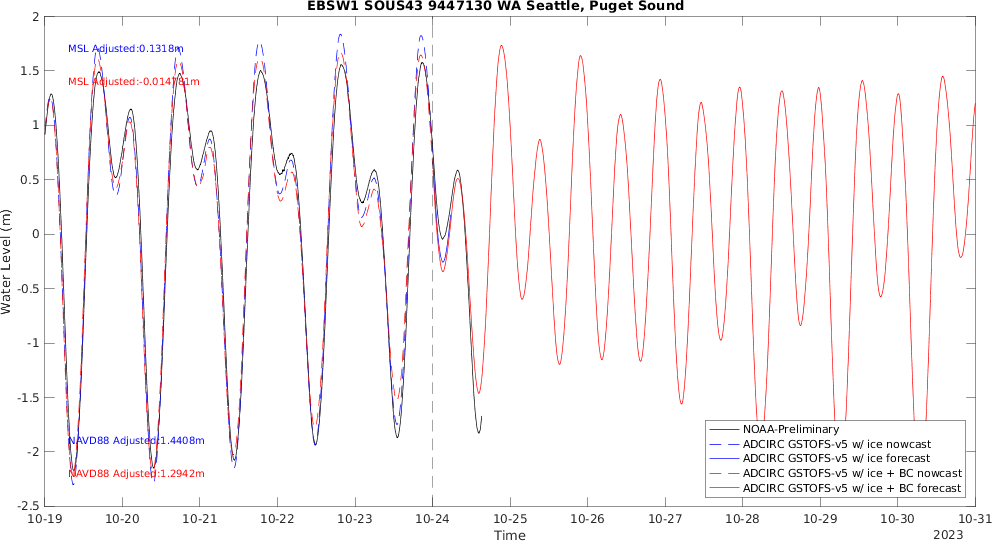 EBSW1 SOUS43 9447130 WA Seattle, Puget Sound
MSL Adjusted:0.1318m
MSL Adjusted:-0.014781m
NAVD88 Adjusted:1.4408m
NAVD88 Adjusted:1.2942m
Water Level (m)
2
1.5
1
0.5
0
-0.5
-1
-1.5
-2
-2.5
NOAA-Preliminary
ADCIRC GSTOFS-v5 w/ ice nowcast
ADCIRC GSTOFS-v5 w/ ice forecast
ADCIRC GSTOFS-v5 w/ ice + BC nowcast
ADCIRC GSTOFS-v5 w/ ice + BC forecast
10-19 10-20 10-21 10-22 10-23 10-24 10-25 10-26 10-27 10-28 10-29 10-30 10-31
Time
2023